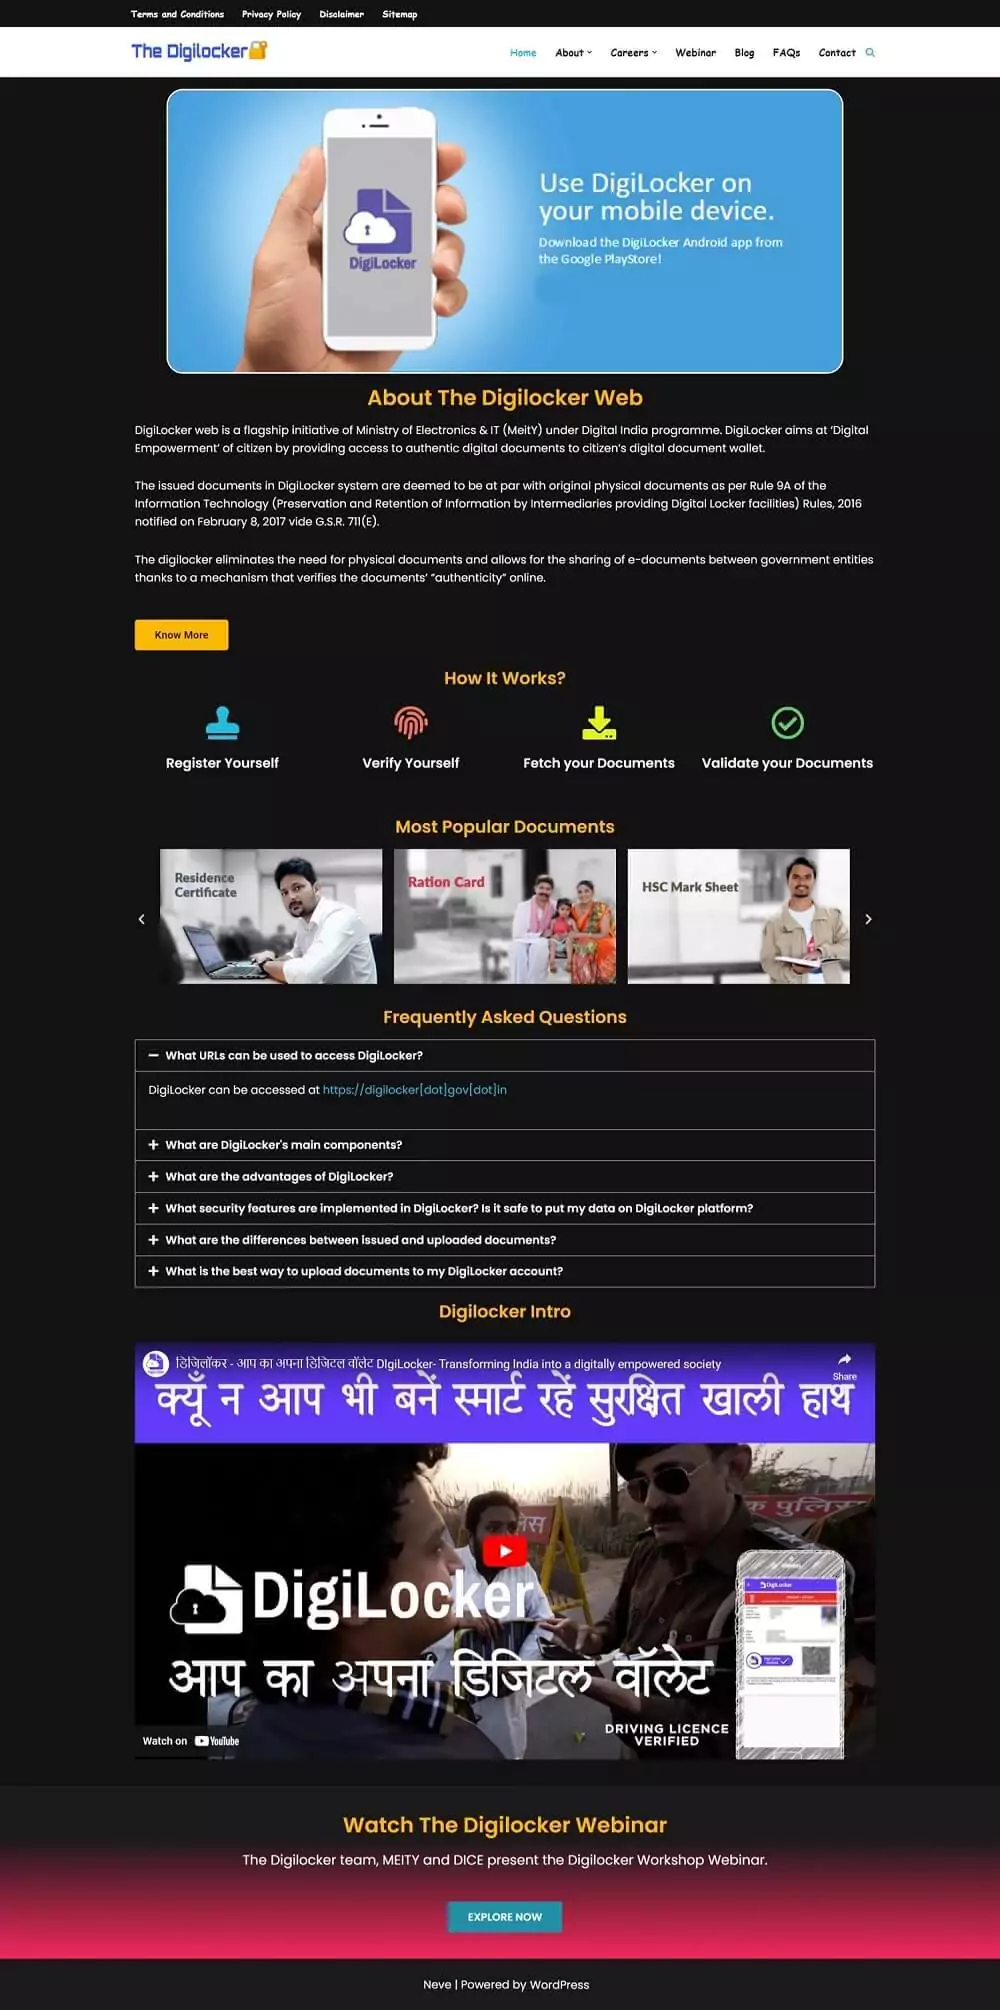 Terms and Conditions Privacy Policy Disclaimer Sitemap
The Digilocker
Home About Careers Webinar Blog FAQs Contact
DigiLocker
Use DigiLocker on
your mobile device.
Download the DigiLocker Android app from
the Google PlayStore!
About The Digilocker Web
DigiLocker web is a flagship initiative of Ministry of Electronics & IT (MeitY) under Digital India programme. DigiLocker aims at ‘Digital
Empowerment’ of citizen by providing access to authentic digital documents to citizen’s digital document wallet.
The issued documents in DigiLocker system are deemed to be at par with original physical documents as per Rule 9A of the
Information Technology (Preservation and Retention of Information by Intermediaries providing Digital Locker facilities) Rules, 2016
notified on February 8, 2017 vide G.S.R. 711(E).
The digilocker eliminates the need for physical documents and allows for the sharing of e-documents between government entities
thanks to a mechanism that verifies the documents’ “authenticity” online.
Know More
How It Works?
Register Yourself Verify Yourself Fetch your Documents Validate your Documents
Most Popular Documents
Residence
Certificate
Ration Card
HSC Mark Sheet
Frequently Asked Questions
What URLs can be used to access DigiLocker?
DigiLocker can be accessed at https://digilocker[dot]gov[dot]in
What are DigiLocker's main components?
What are the advantages of DigiLocker?
What security features are implemented in DigiLocker? Is it safe to put my data on DigiLocker platform?
What are the differences between issued and uploaded documents?
What is the best way to upload documents to my DigiLocker account?
Digilocker Intro
डिजिलॉकर - आप का अपना डिजिटल वॉलेट DIgiLocker- Transforming India into a digitally empowered society
Share
क्यूँ न आप भी बनें स्मार्ट रहें सुरक्षित खाली हाथ
पुलिस
DigiLocker
DigiLocker
आप का अपना डिजिटल वॉलेट
DRIVING LICENCE
VERIFIED
Watch on YouTube
Watch The Digilocker Webinar
The Digilocker team, MEITY and DICE present the Digilocker Workshop Webinar.
EXPLORE NOW
Neve | Powered by WordPress